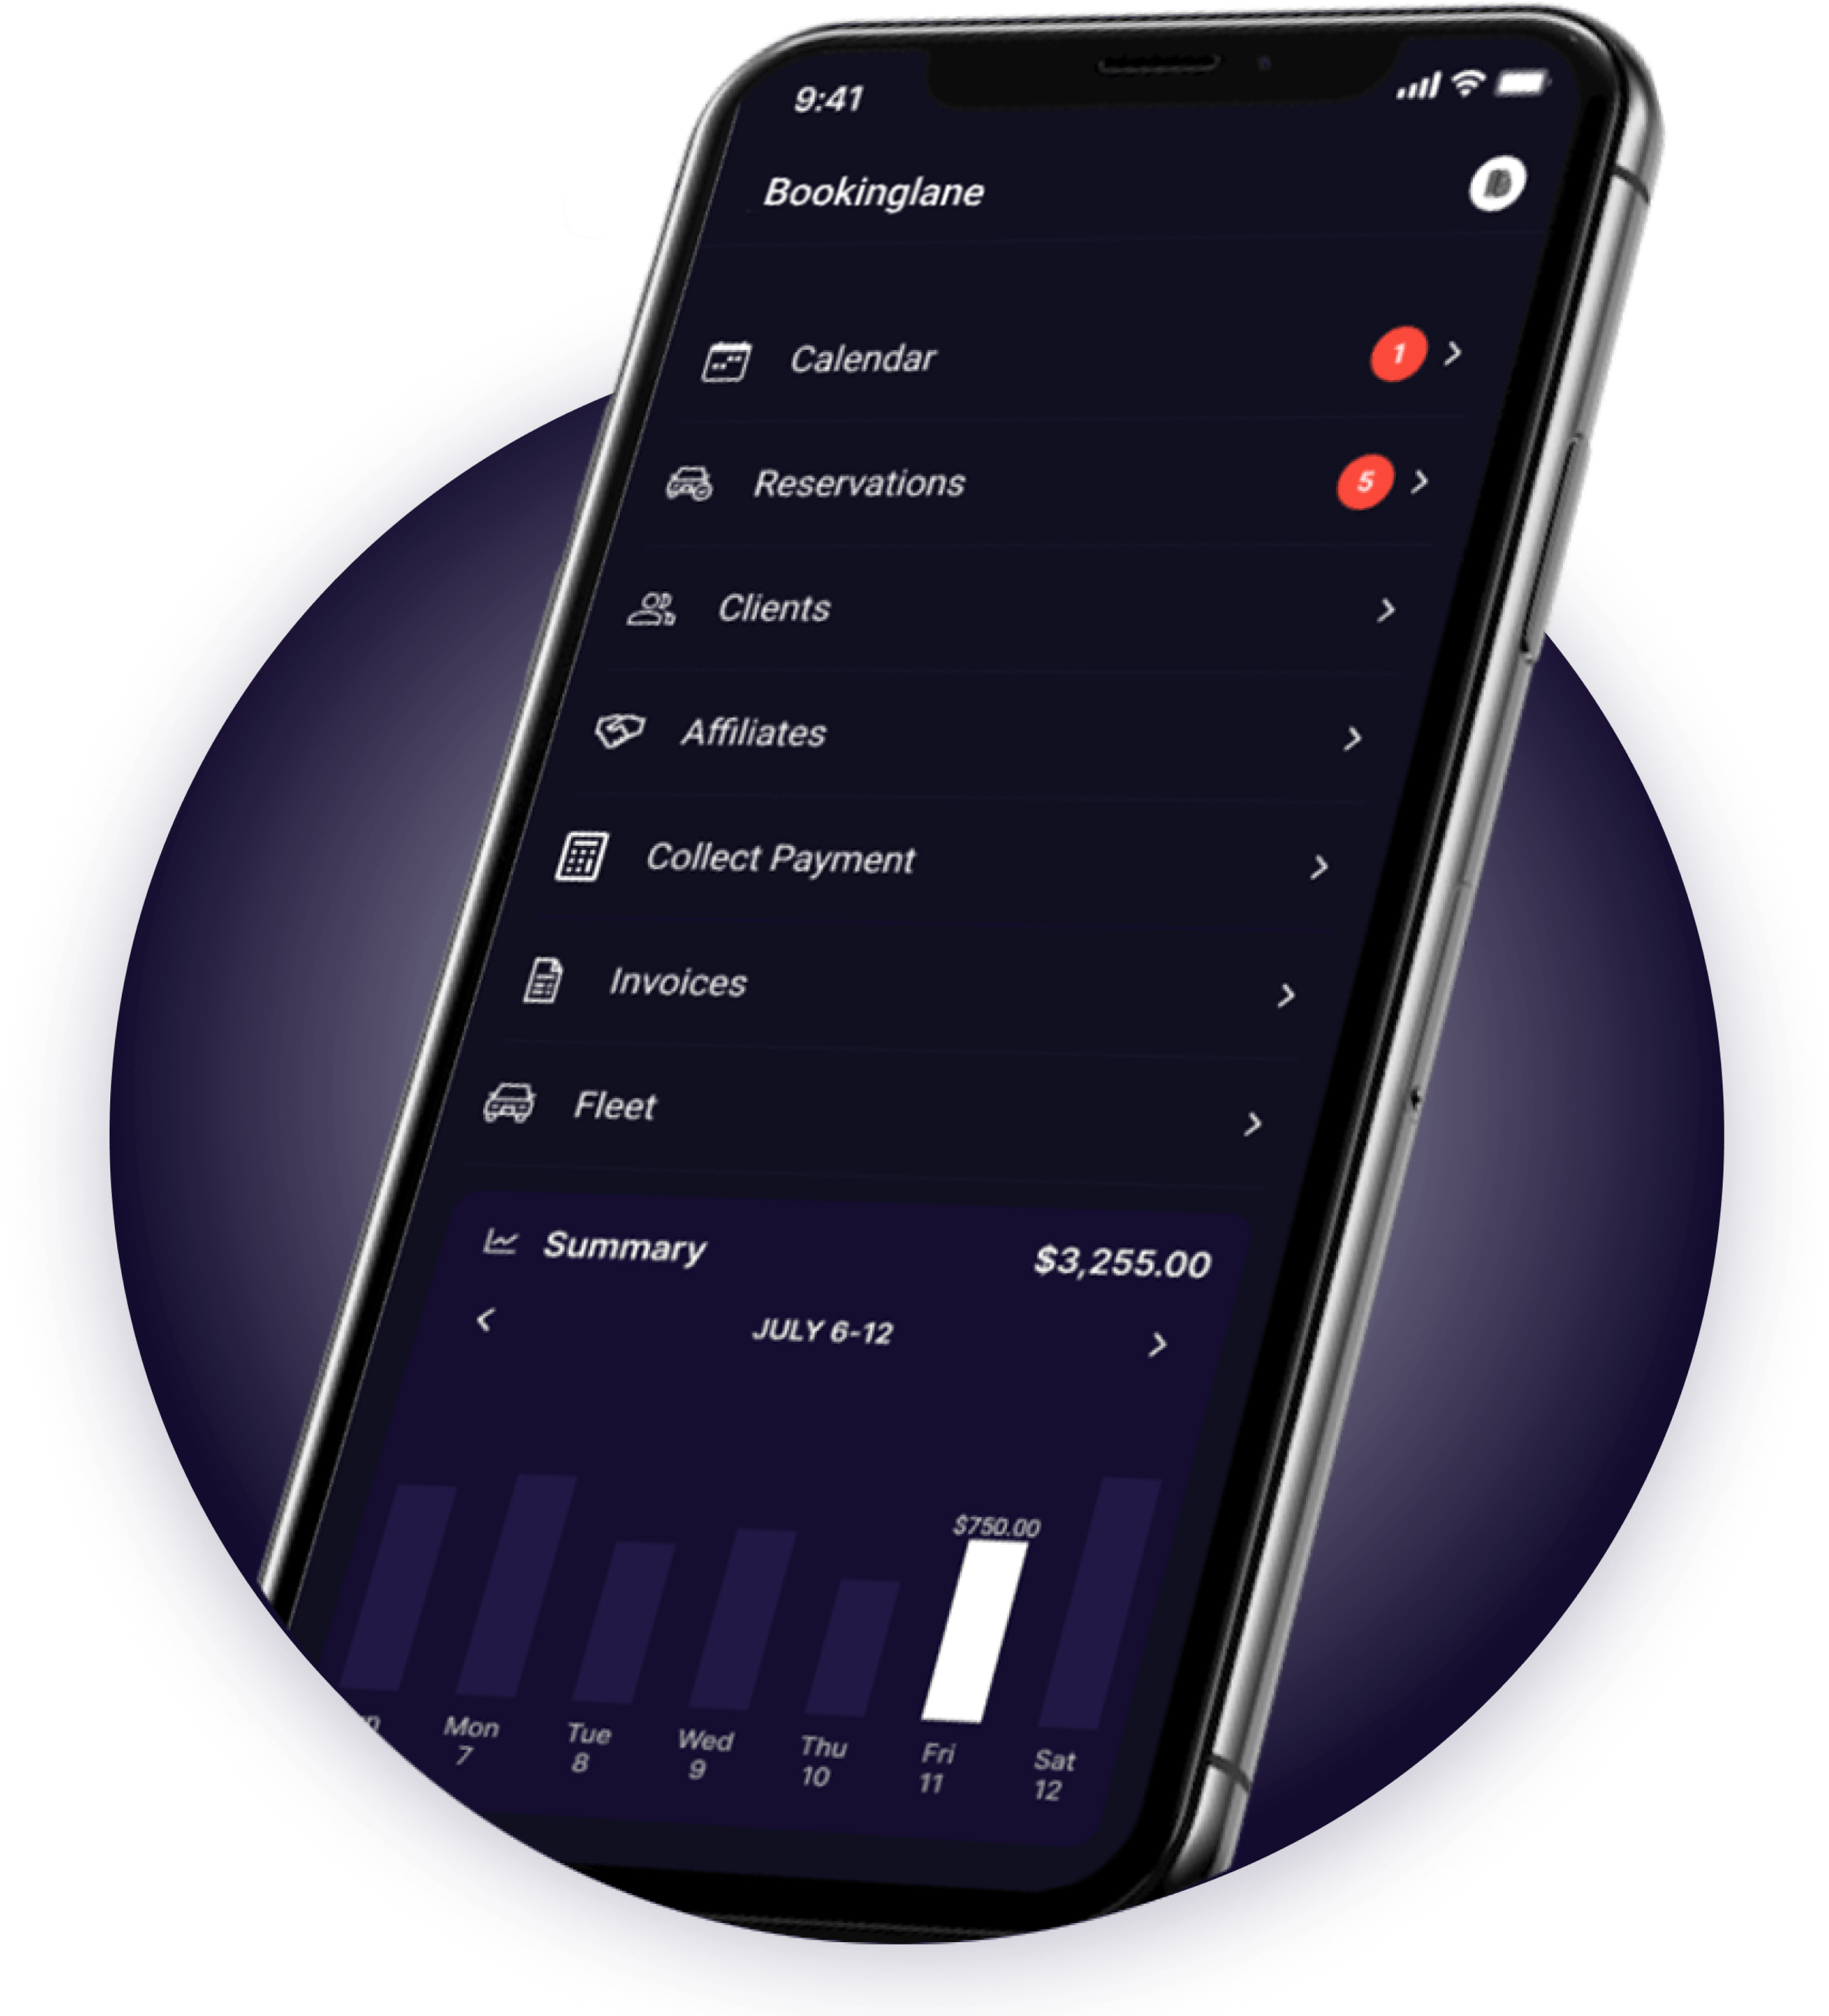 9:41
Bookinglane
Calendar 1
Reservations 5
Clients
Affiliates
Collect Payment
Invoices
Fleet
Summary $3,255.00
JULY 6-12
$750.00
Mon Tue Wed Thu Fri Sat
7 8 9 10 11 12